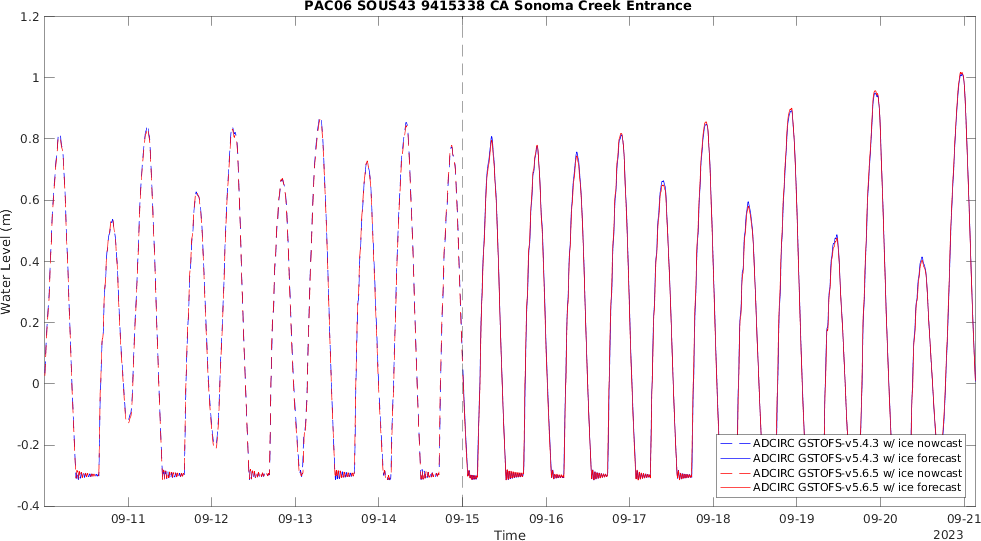 PAC06 SOUS43 9415338 CA Sonoma Creek Entrance
1.2
1
0.8
0.6
0.4
0.2
0
-0.2
-0.4
Water Level (m)
ADCIRC GSTOFS-v5.4.3 w/ ice nowcast
ADCIRC GSTOFS-v5.4.3 w/ ice forecast
ADCIRC GSTOFS-v5.6.5 w/ ice nowcast
ADCIRC GSTOFS-v5.6.5 w/ ice forecast
09-11 09-12 09-13 09-14 09-15 09-16 09-17 09-18 09-19 09-20 09-21
Time
2023